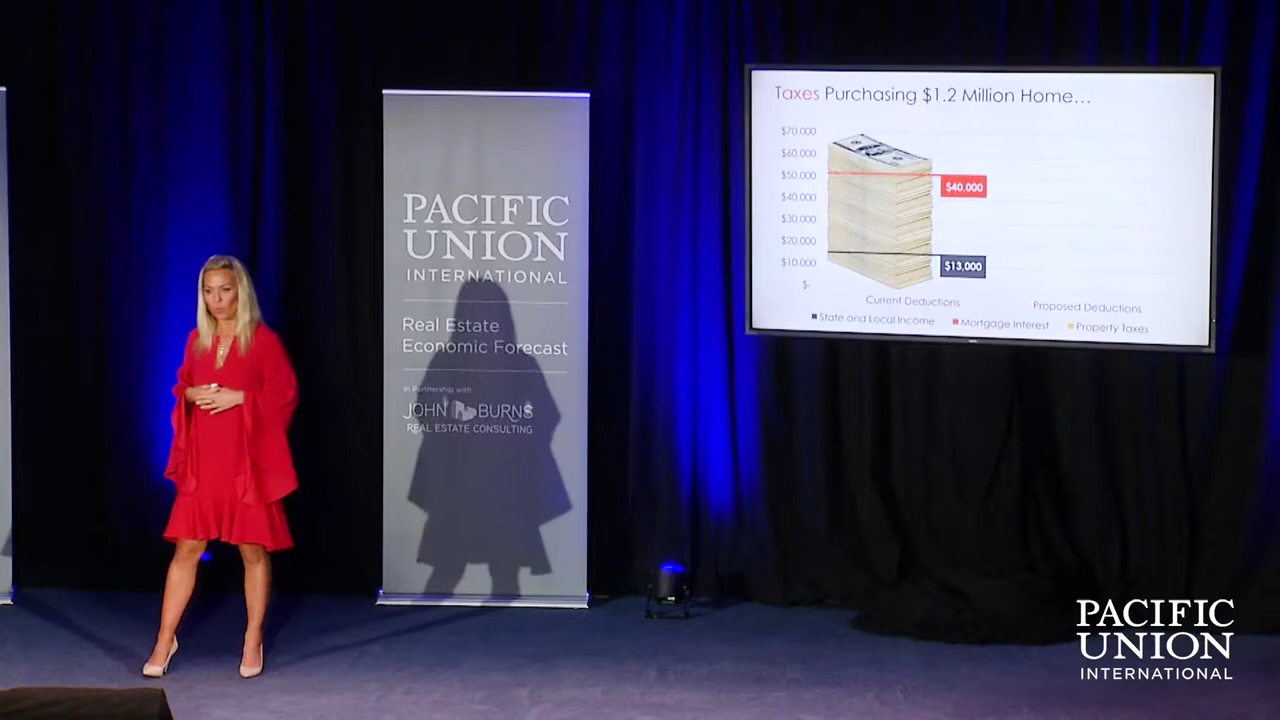 PACIFIC
UNION
INTERNATIONAL
Real Estate
Economic Forecast
In Partnership with
JOHN BURNS
REAL ESTATE CONSULTING
Taxes Purchasing $1.2 Million Home...
$70,000
$60,000
$50,000
$40,000
$30,000
$20,000
$10,000
$-
$40,000
$13,000
Current Deductions
Proposed Deductions
State and Local Income
Mortgage Interest
Property Taxes
PACIFIC
UNION
INTERNATIONAL